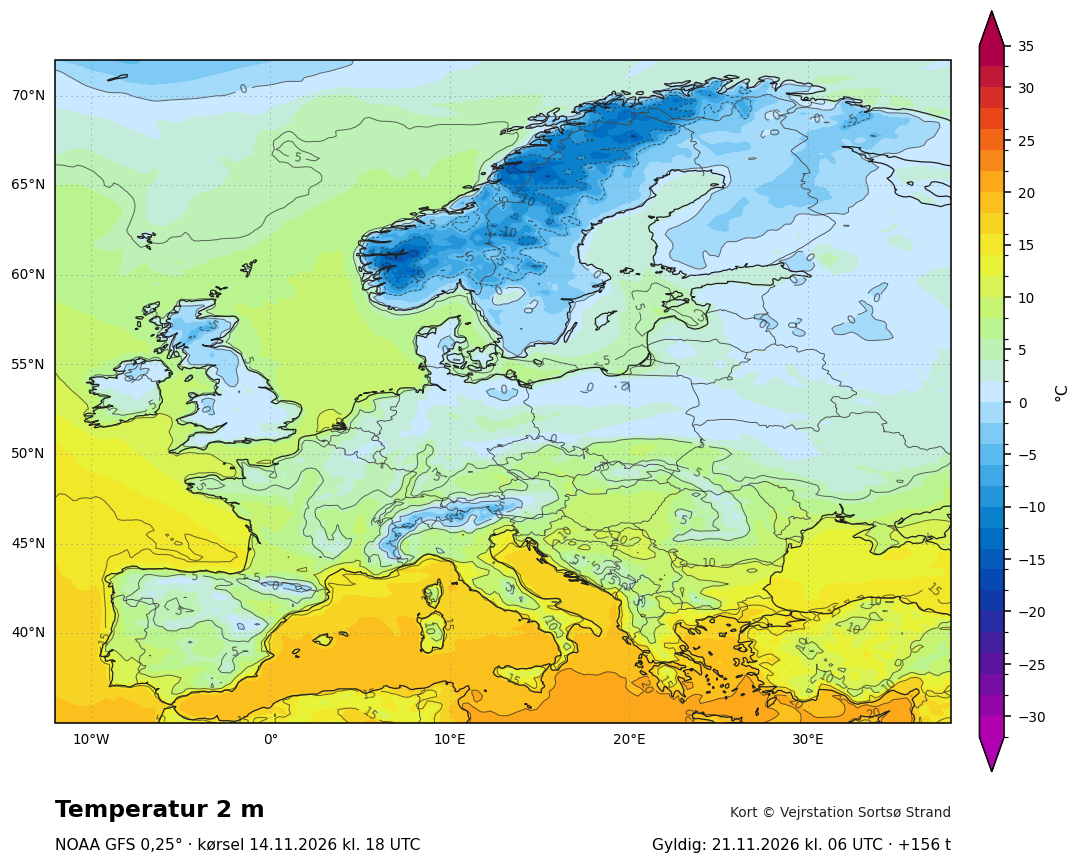 70°N
65°N
60°N
55°N
50°N
45°N
40°N
10°W
0°
10°E
20°E
30°E
35
30
25
20
15
10
5
0
−5
−10
−15
−20
−25
−30
°C
Temperatur 2 m
Kort © Vejrstation Sortsø Strand
NOAA GFS 0,25° · kørsel 14.11.2026 kl. 18 UTC
Gyldig: 21.11.2026 kl. 06 UTC · +156 t